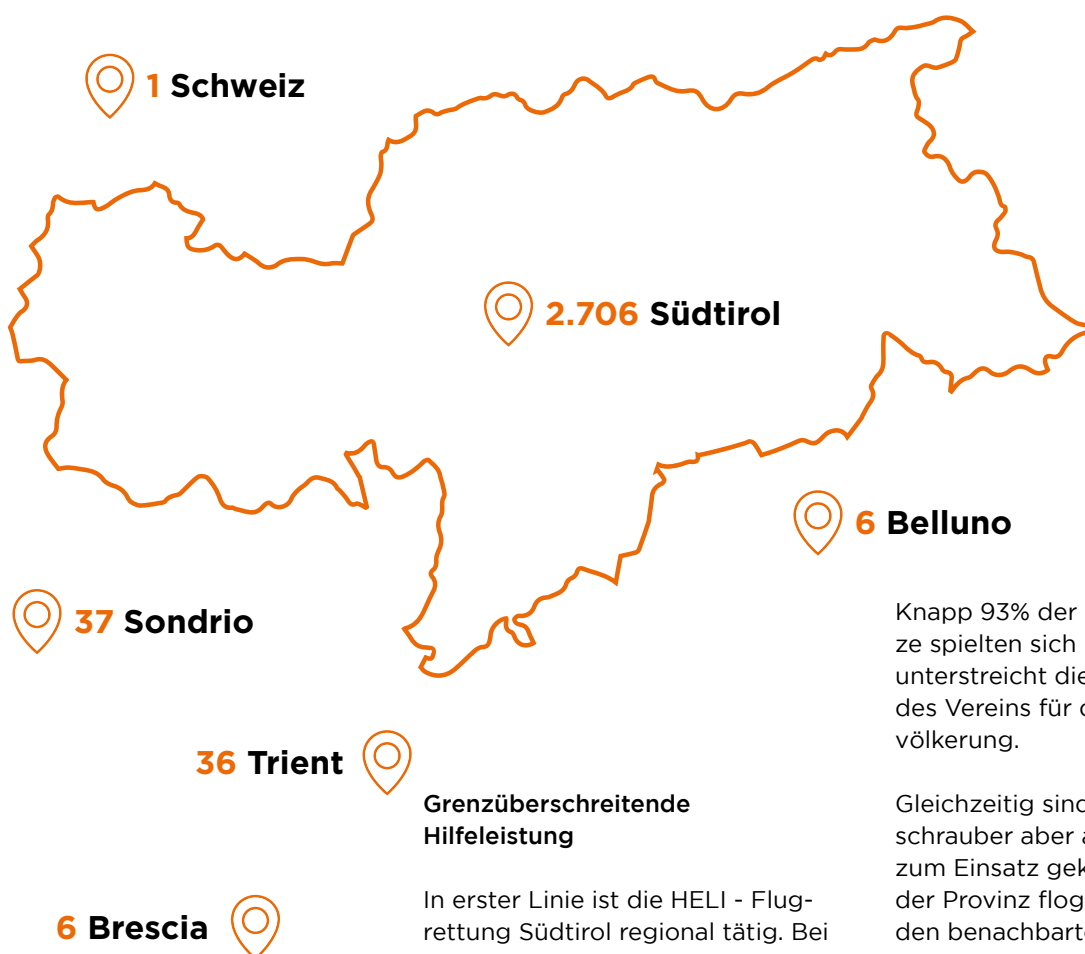 1 Schweiz
2.706 Südtirol
6 Belluno
37 Sondrio
36 Trient
6 Brescia
Grenzüberschreitende
Hilfeleistung
In erster Linie ist die HELI - Flug-
rettung Südtirol regional tätig. Bei
Knapp 93% der
ze spielten sich
unterstreicht die
des Vereins für
völkerung.
Gleichzeitig sind
schrauber aber
zum Einsatz
der Provinz flog
den benachbarte